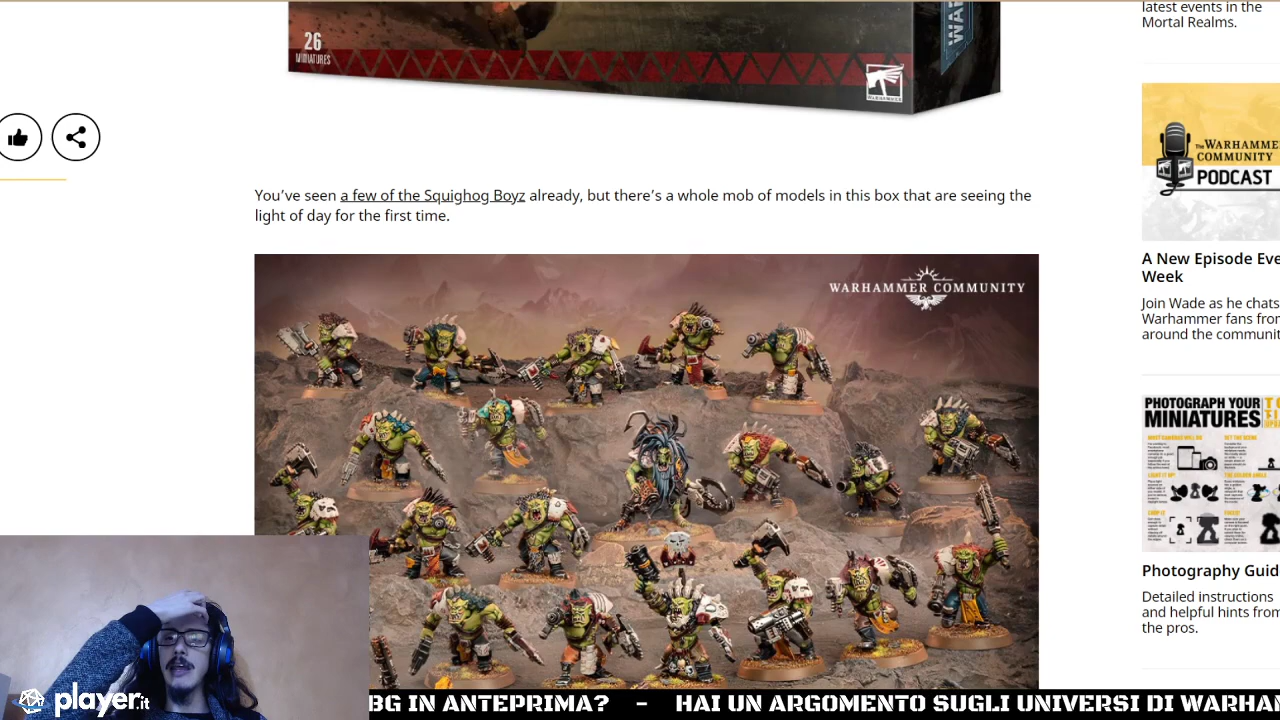 latest events in the
Mortal Realms.
26
MINIATURES
WAR
WARHAMMER
The WARHAMMER
COMMUNITY
PODCAST
You’ve seen a few of the Squighog Boyz already, but there’s a whole mob of models in this box that are seeing the
light of day for the first time.
A New Episode Eve
Week
Join Wade as he chats
Warhammer fans from
around the communit
WARHAMMER COMMUNITY
PHOTOGRAPH YOUR
MINIATURES
Photography Guid
Detailed instructions
and helpful hints from
the pros.
player.it
BG IN ANTEPRIMA? - HAI UN ARGOMENTO SUGLI UNIVERSI DI WARHAM